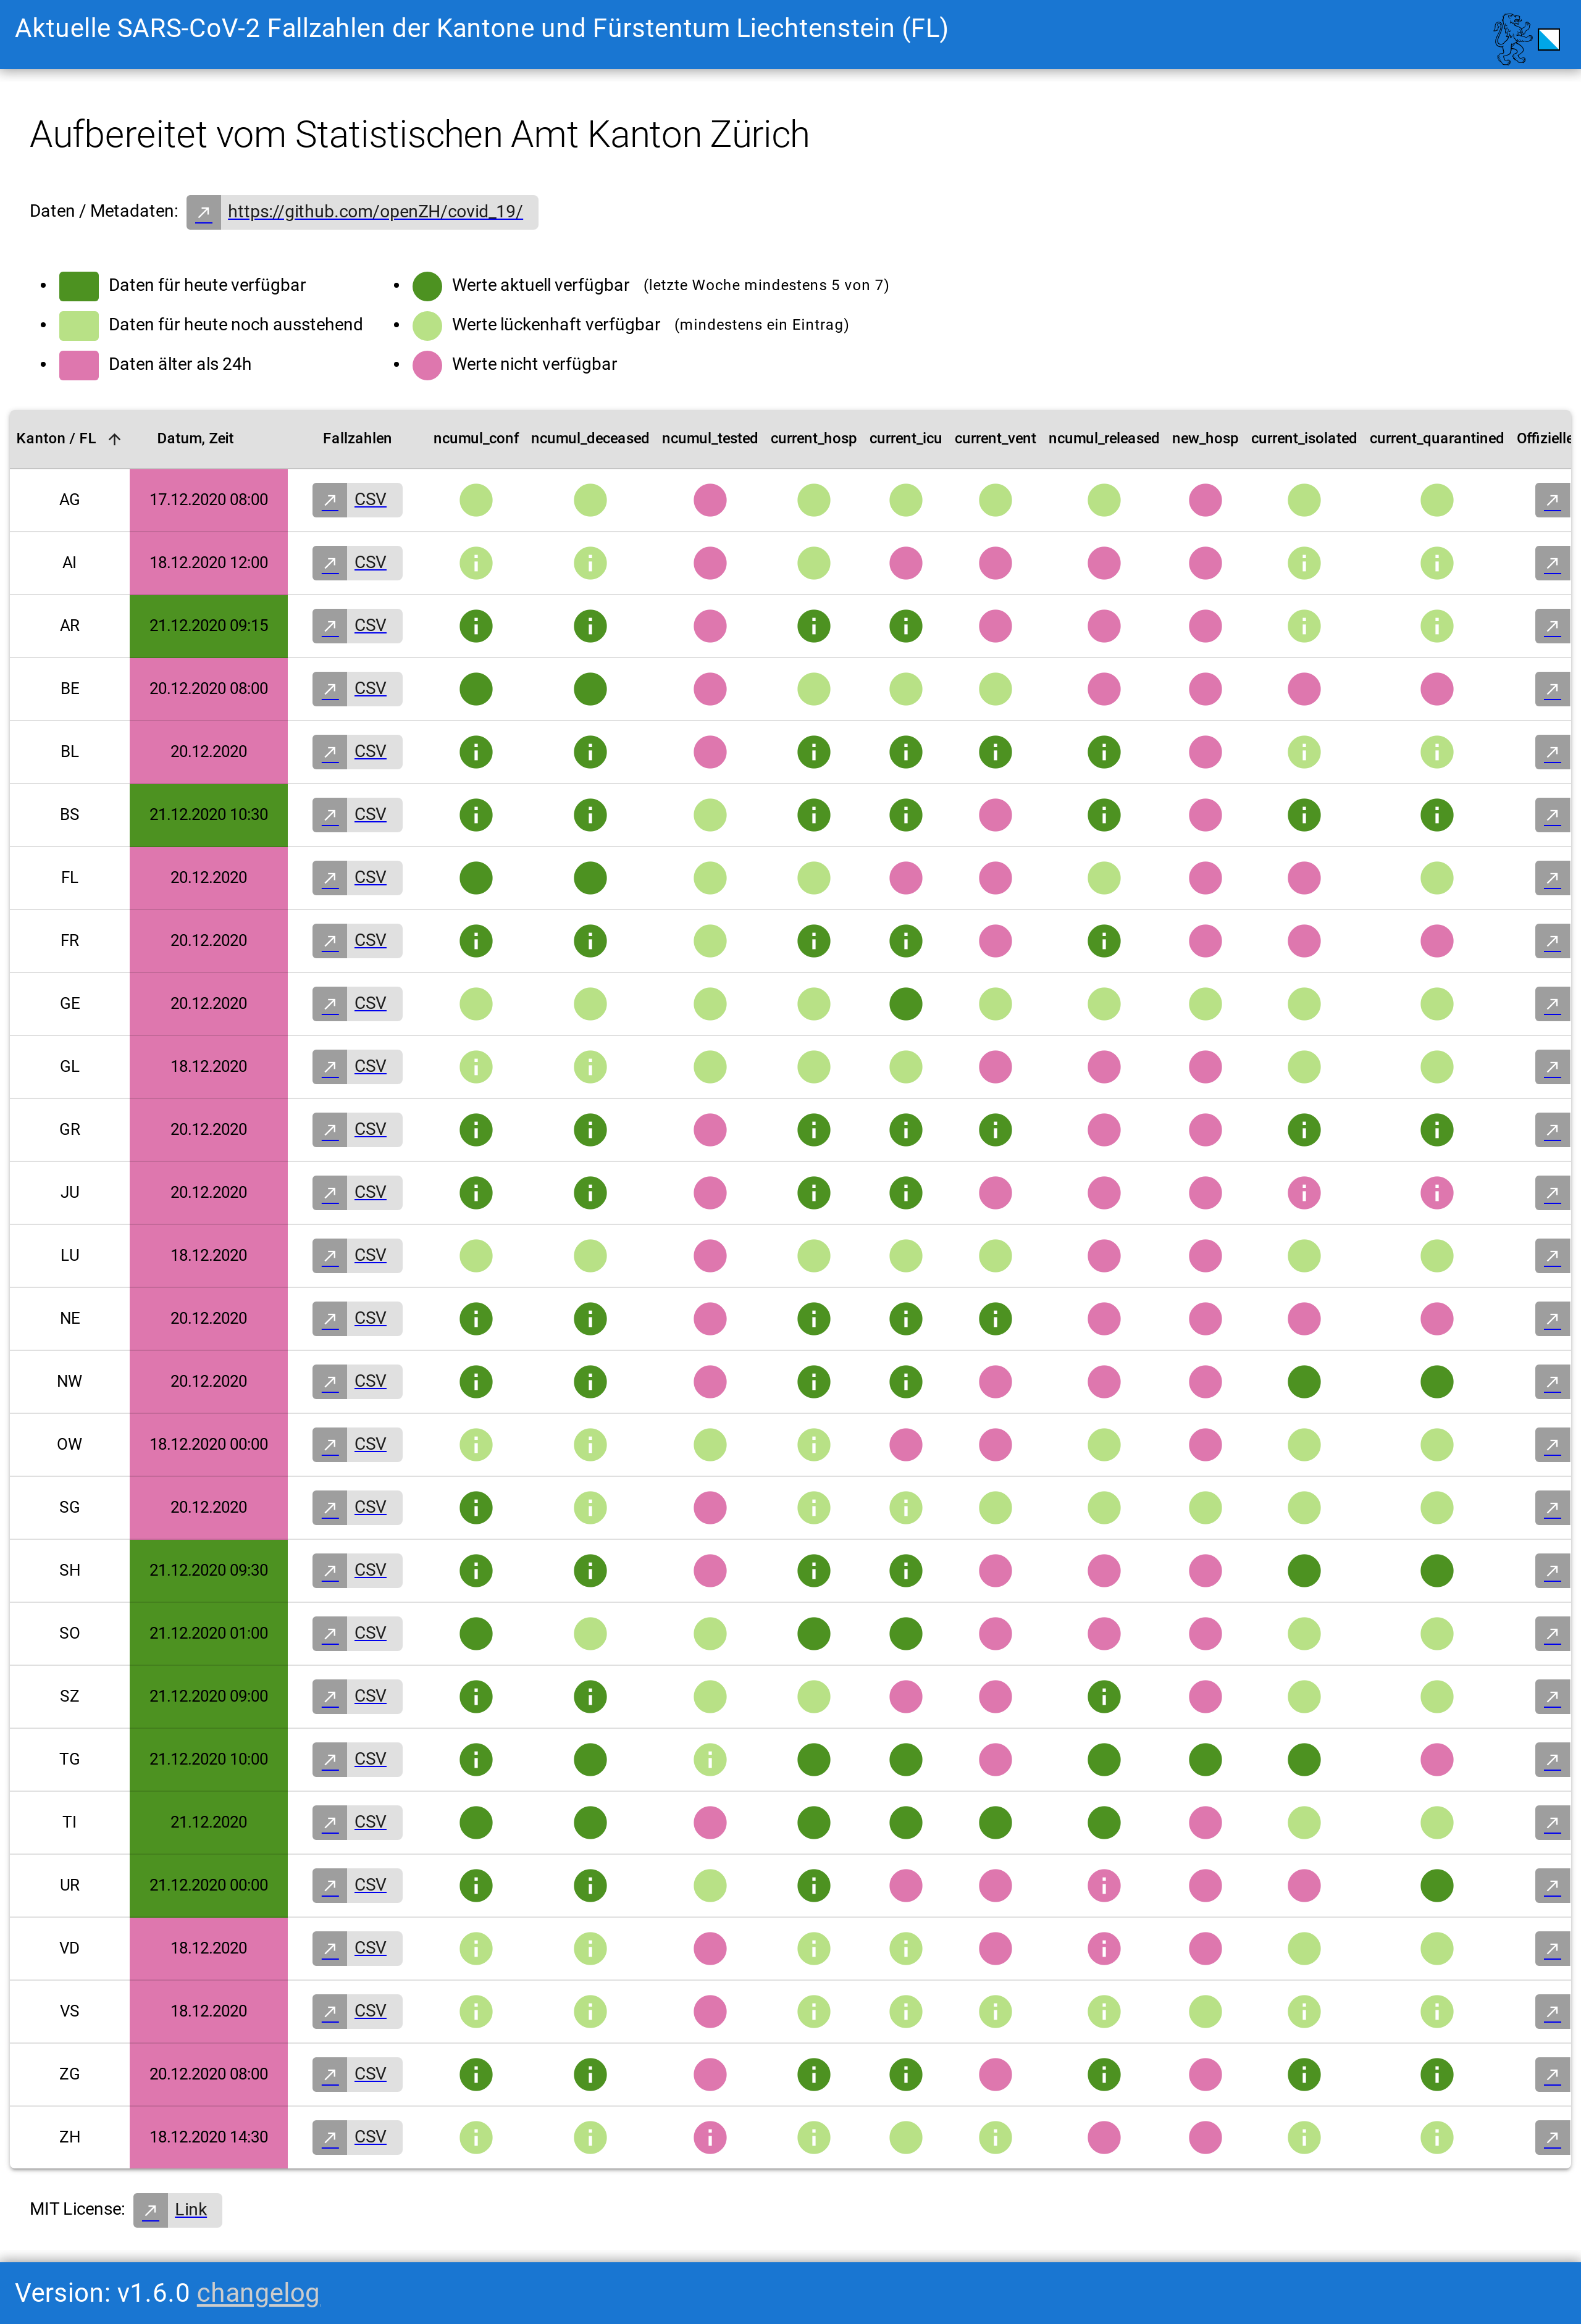 Aktuelle SARS-CoV-2 Fallzahlen der Kantone und Fürstentum Liechtenstein (FL)
Aufbereitet vom Statistischen Amt Kanton Zürich
Daten / Metadaten: https://github.com/openZH/covid_19/
Daten für heute verfügbar
Daten für heute noch ausstehend
Daten älter als 24h
Werte aktuell verfügbar (letzte Woche mindestens 5 von 7)
Werte lückenhaft verfügbar (mindestens ein Eintrag)
Werte nicht verfügbar
Kanton / FL Datum, Zeit Fallzahlen ncumul_conf ncumul_deceased ncumul_tested current_hosp current_icu current_vent ncumul_released new_hosp current_isolated current_quarantined Offizielle
AG 17.12.2020 08:00 CSV
AI 18.12.2020 12:00 CSV
AR 21.12.2020 09:15 CSV
BE 20.12.2020 08:00 CSV
BL 20.12.2020 CSV
BS 21.12.2020 10:30 CSV
FL 20.12.2020 CSV
FR 20.12.2020 CSV
GE 20.12.2020 CSV
GL 18.12.2020 CSV
GR 20.12.2020 CSV
JU 20.12.2020 CSV
LU 18.12.2020 CSV
NE 20.12.2020 CSV
NW 20.12.2020 CSV
OW 18.12.2020 00:00 CSV
SG 20.12.2020 CSV
SH 21.12.2020 09:30 CSV
SO 21.12.2020 01:00 CSV
SZ 21.12.2020 09:00 CSV
TG 21.12.2020 10:00 CSV
TI 21.12.2020 CSV
UR 21.12.2020 00:00 CSV
VD 18.12.2020 CSV
VS 18.12.2020 CSV
ZG 20.12.2020 08:00 CSV
ZH 18.12.2020 14:30 CSV
MIT License: Link
Version: v1.6.0 changelog